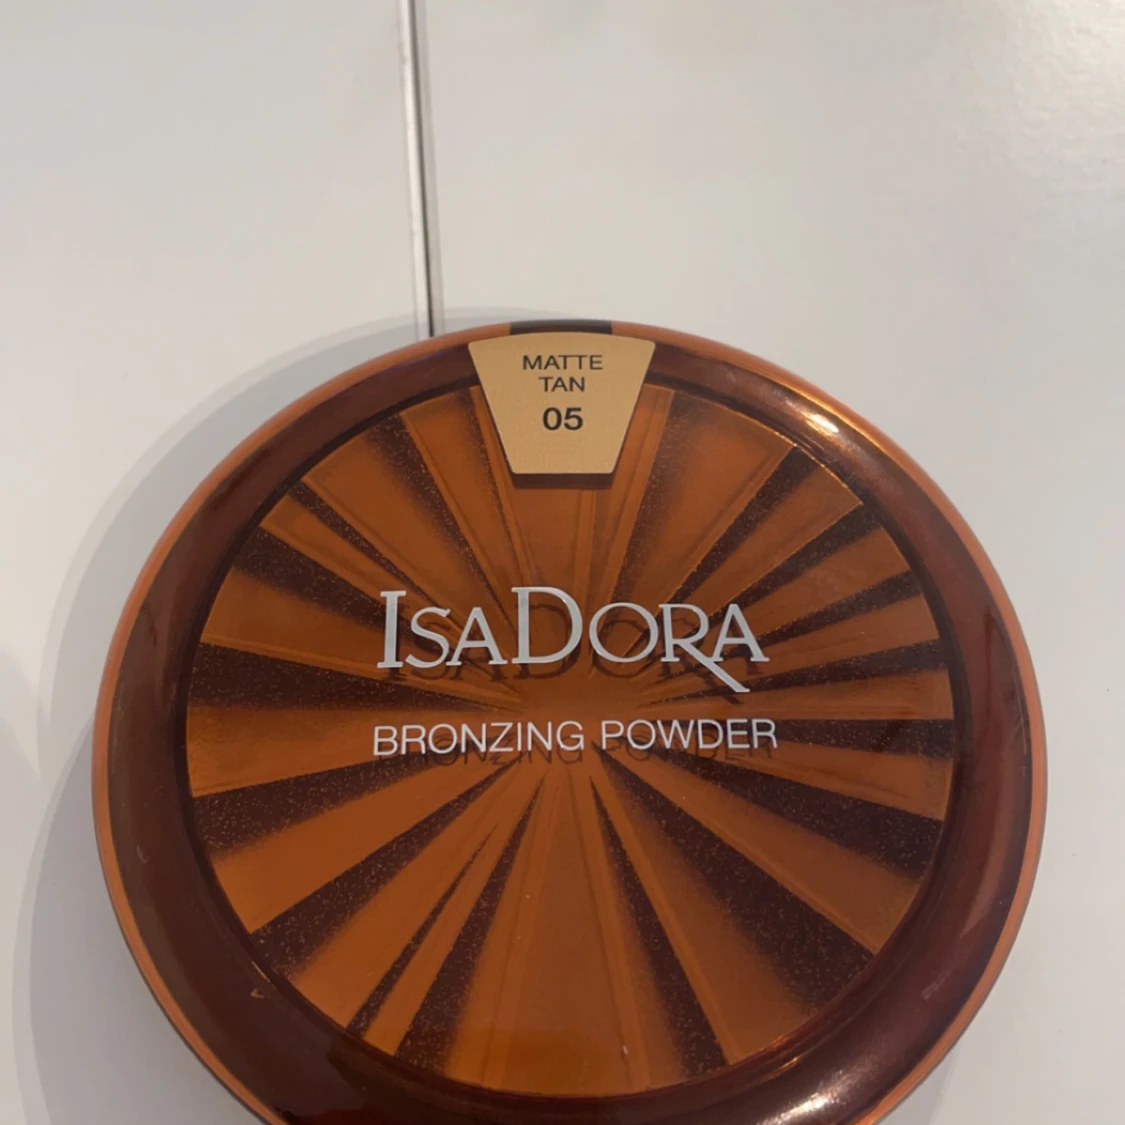 MATTE
TAN
05
ISADORA
BRONZING POWDER